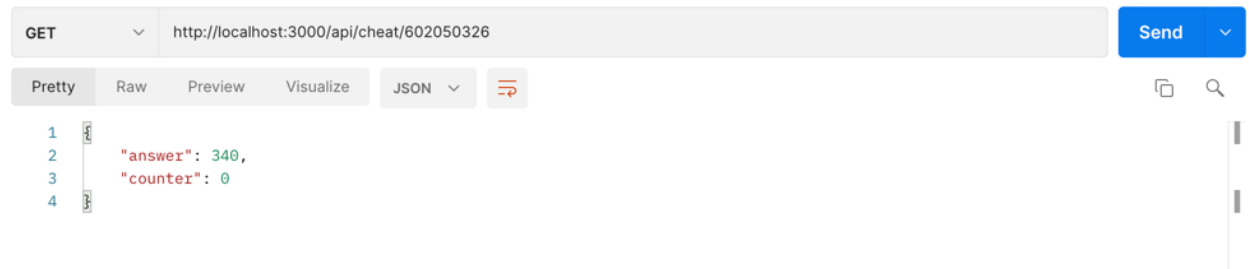 GET http://localhost:3000/api/cheat/602050326 Send
Pretty Raw Preview Visualize JSON
1 {
2 "answer": 340,
3 "counter": 0
4 }